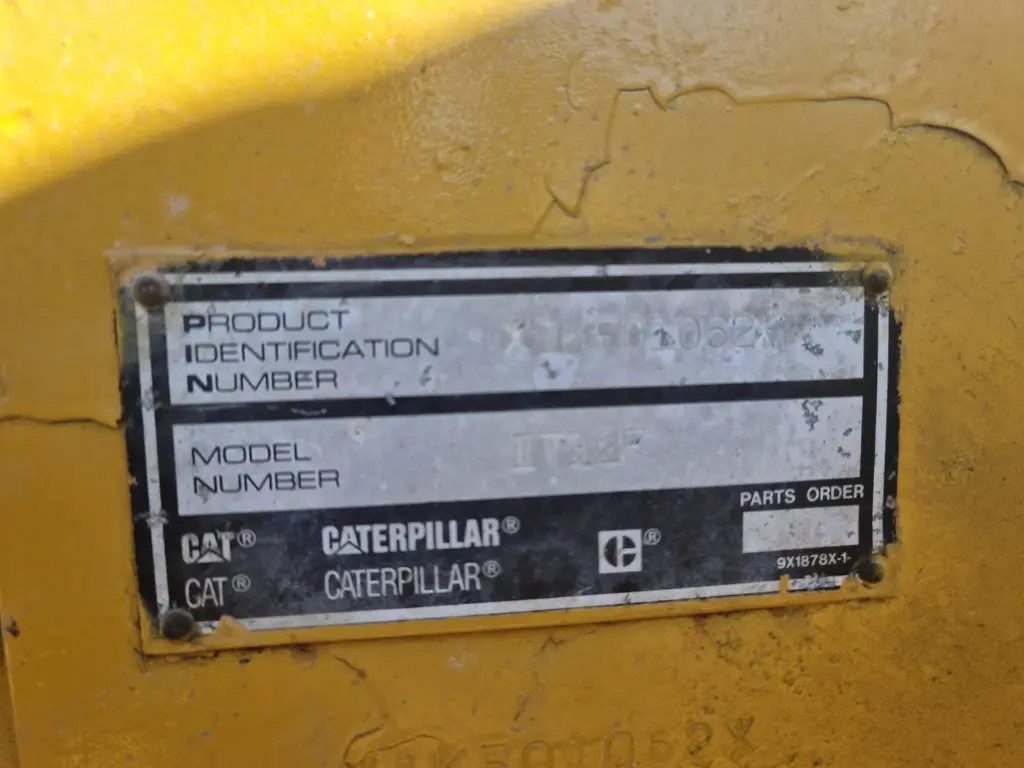 PRODUCT
IDENTIFICATION
NUMBER
MODEL
NUMBER
PARTS ORDER
CAT® CATERPILLAR® C®
CAT® CATERPILLAR®
9X1878X-1-